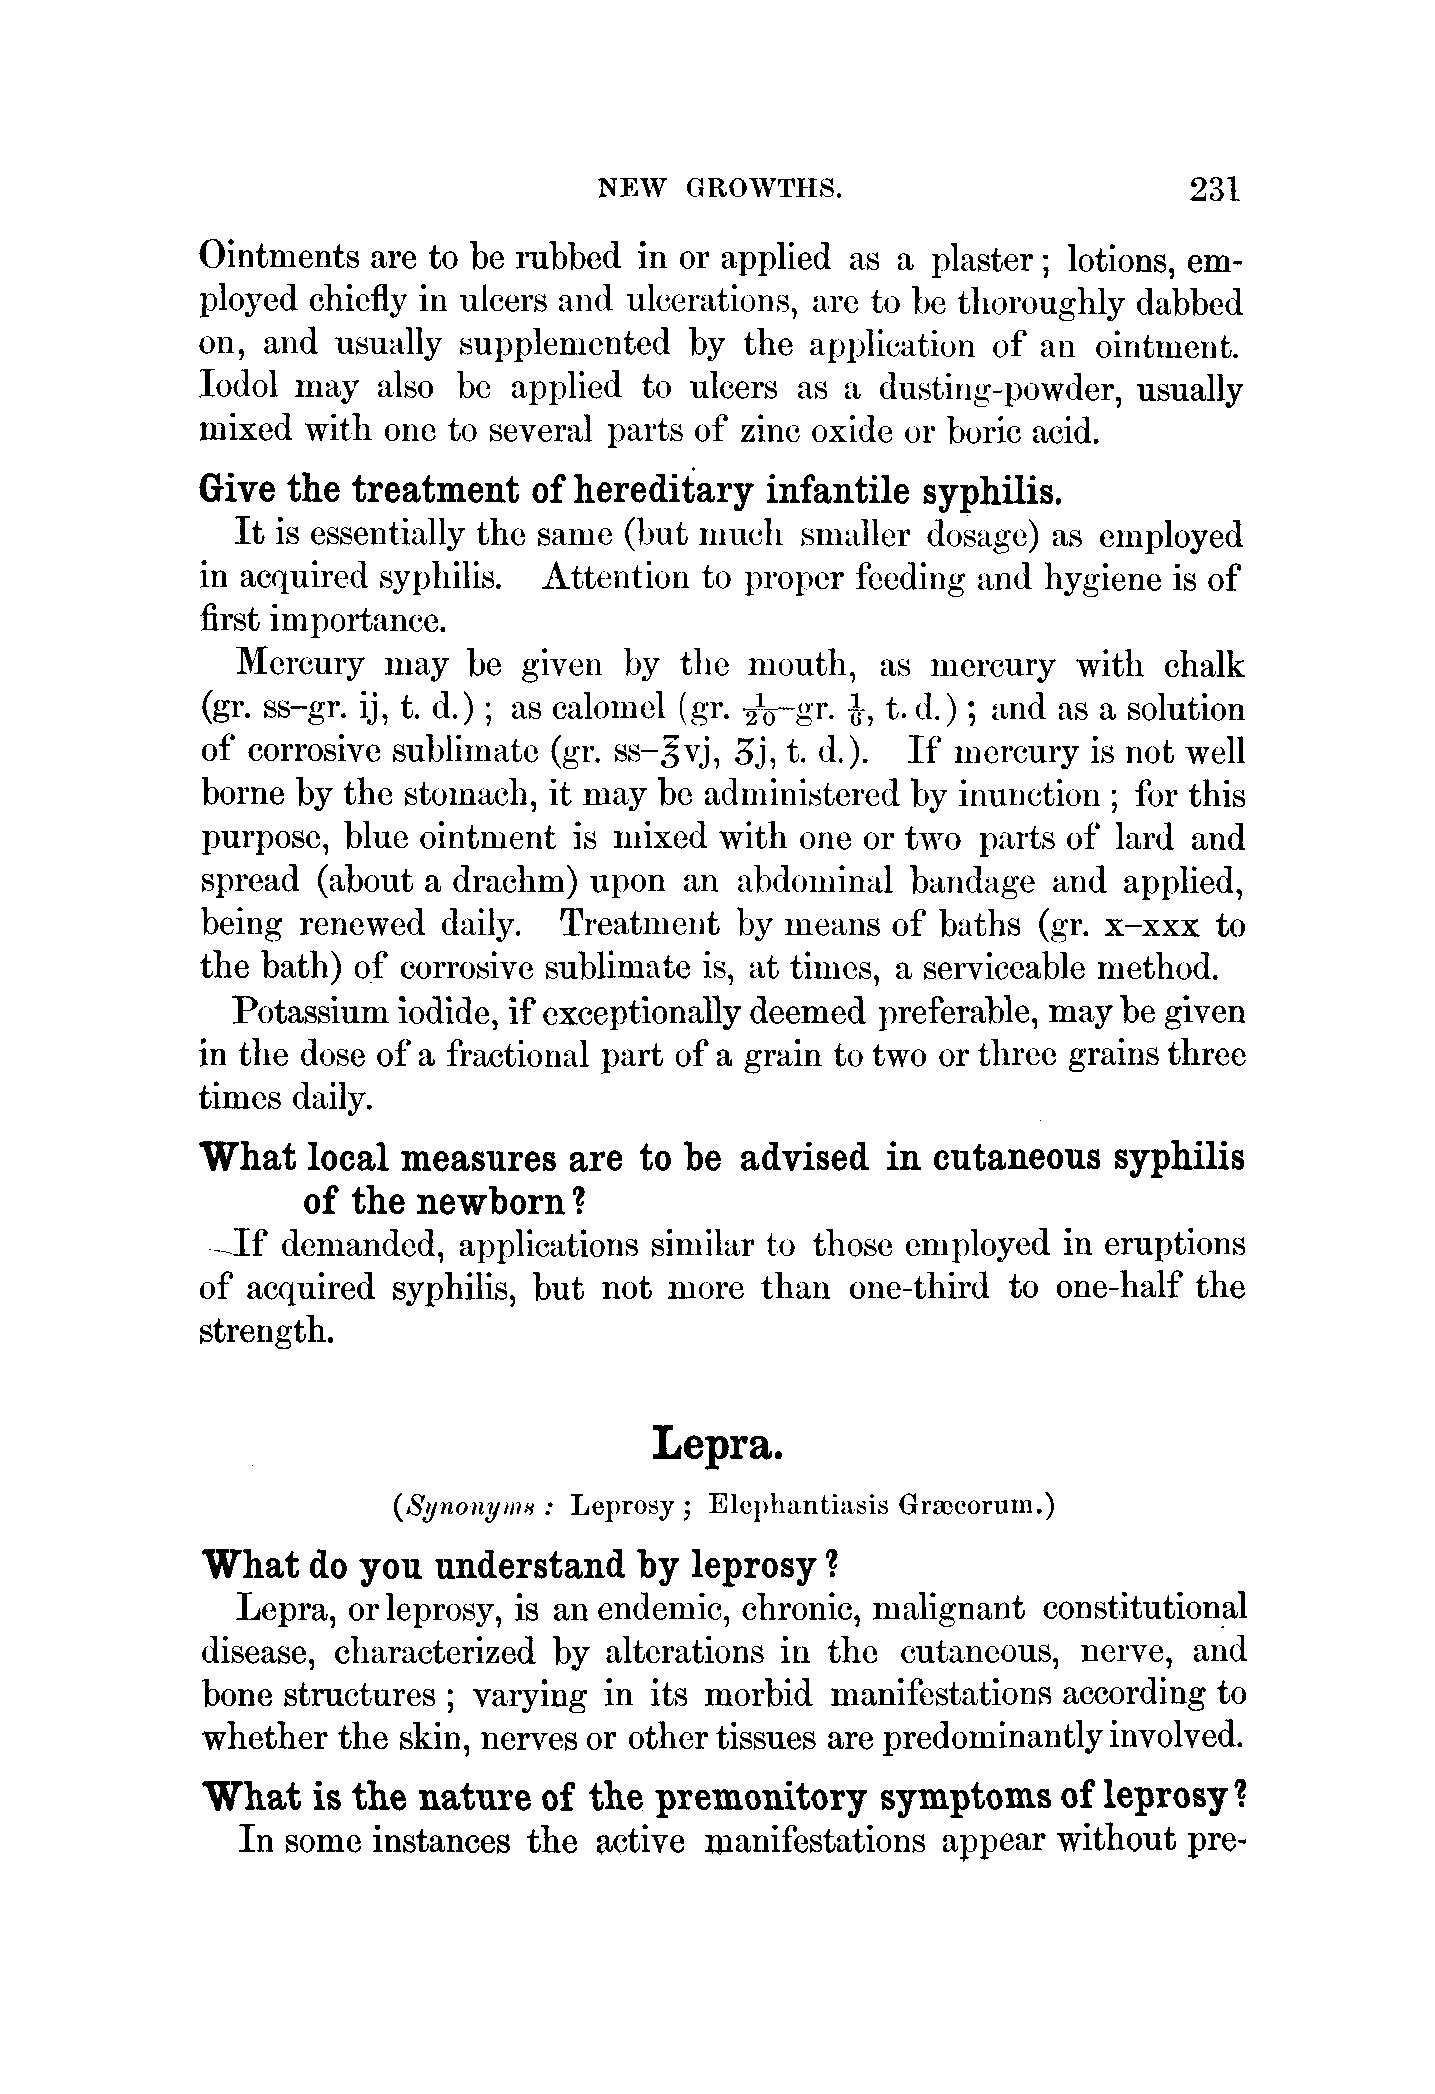 NEW GROWTHS. 231
Ointments are to be rubbed in or applied as a plaster; lotions, em-
ployed chiefly in ulcers and ulcerations, are to be thoroughly dabbed
on, and usually supplemented by the application of an ointment.
Iodol may also be applied to ulcers as a dusting-powder, usually
mixed with one to several parts of zinc oxide or boric acid.
Give the treatment of hereditary infantile syphilis.
It is essentially the same (but much smaller dosage) as employed
in acquired syphilis. Attention to proper feeding and hygiene is of
first importance.
Mercury may be given by the mouth, as mercury with chalk
(gr. ss–gr. ij, t. d.); as calomel (gr. 1/20–gr. 1/6, t. d.); and as a solution
of corrosive sublimate (gr. ss–℥vj, ʒj, t. d.). If mercury is not well
borne by the stomach, it may be administered by inunction; for this
purpose, blue ointment is mixed with one or two parts of lard and
spread (about a drachm) upon an abdominal bandage and applied,
being renewed daily. Treatment by means of baths (gr. x–xxx to
the bath) of corrosive sublimate is, at times, a serviceable method.
Potassium iodide, if exceptionally deemed preferable, may be given
in the dose of a fractional part of a grain to two or three grains three
times daily.
What local measures are to be advised in cutaneous syphilis
of the newborn?
If demanded, applications similar to those employed in eruptions
of acquired syphilis, but not more than one-third to one-half the
strength.
Lepra.
(Synonyms: Leprosy; Elephantiasis Græcorum.)
What do you understand by leprosy?
Lepra, or leprosy, is an endemic, chronic, malignant constitutional
disease, characterized by alterations in the cutaneous, nerve, and
bone structures; varying in its morbid manifestations according to
whether the skin, nerves or other tissues are predominantly involved.
What is the nature of the premonitory symptoms of leprosy?
In some instances the active manifestations appear without pre-